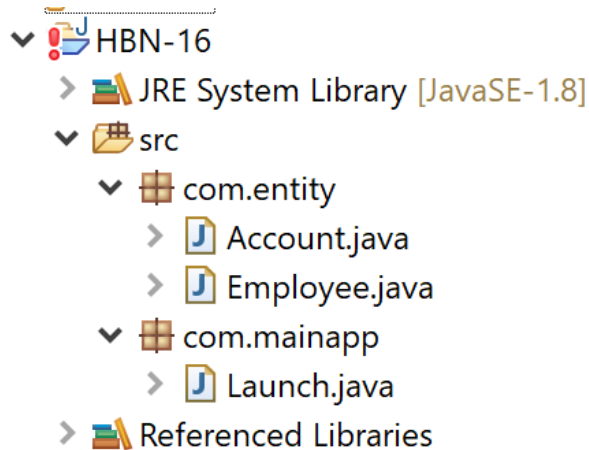 HBN-16
JRE System Library [JavaSE-1.8]
src
com.entity
Account.java
Employee.java
com.mainapp
Launch.java
Referenced Libraries